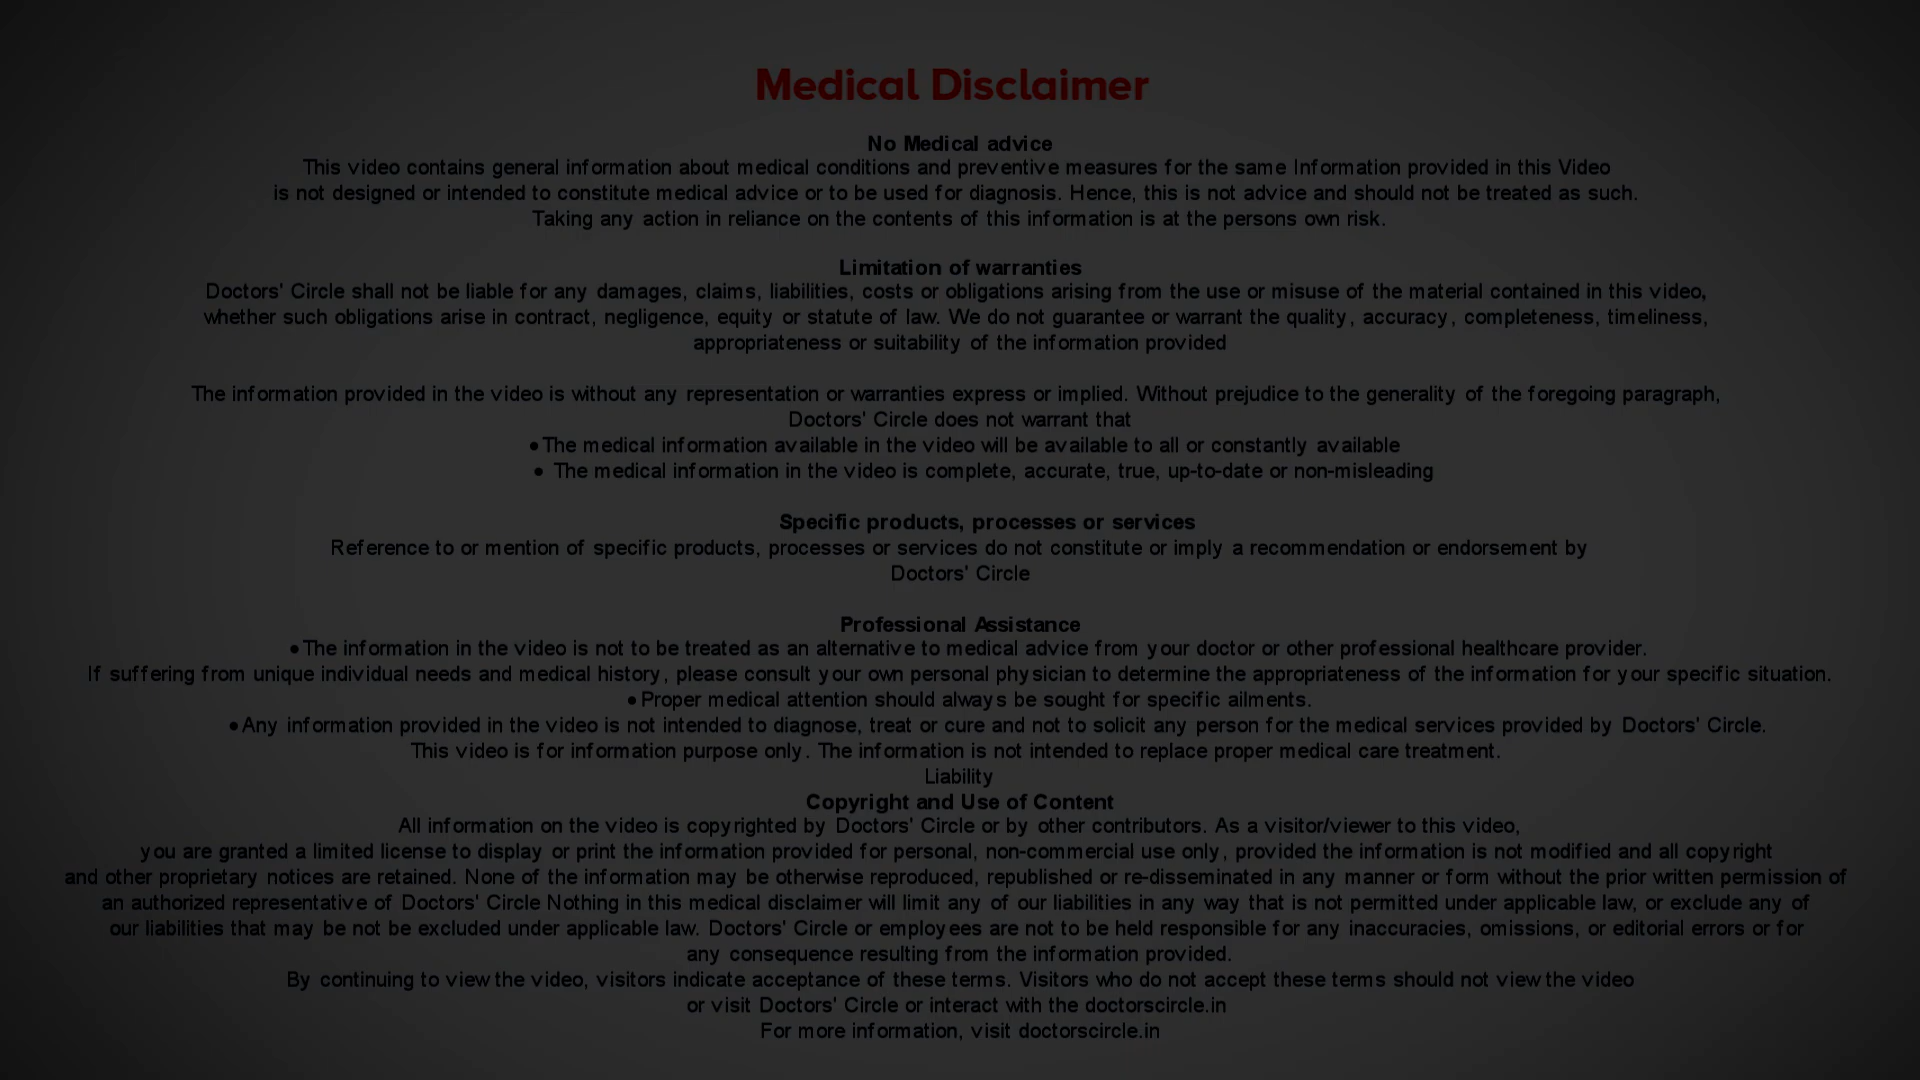 Medical Disclaimer
No Medical advice
This video contains general information about medical conditions and preventive measures for the same Information provided in this Video
is not designed or intended to constitute medical advice or to be used for diagnosis. Hence, this is not advice and should not be treated as such.
Taking any action in reliance on the contents of this information is at the persons own risk.
Limitation of warranties
Doctors' Circle shall not be liable for any damages, claims, liabilities, costs or obligations arising from the use or misuse of the material contained in this video,
whether such obligations arise in contract, negligence, equity or statute of law. We do not guarantee or warrant the quality, accuracy, completeness, timeliness,
appropriateness or suitability of the information provided
The information provided in the video is without any representation or warranties express or implied. Without prejudice to the generality of the foregoing paragraph,
Doctors' Circle does not warrant that
•The medical information available in the video will be available to all or constantly available
• The medical information in the video is complete, accurate, true, up-to-date or non-misleading
Specific products, processes or services
Reference to or mention of specific products, processes or services do not constitute or imply a recommendation or endorsement by
Doctors' Circle
Professional Assistance
•The information in the video is not to be treated as an alternative to medical advice from your doctor or other professional healthcare provider.
If suffering from unique individual needs and medical history, please consult your own personal physician to determine the appropriateness of the information for your specific situation.
•Proper medical attention should always be sought for specific ailments.
•Any information provided in the video is not intended to diagnose, treat or cure and not to solicit any person for the medical services provided by Doctors' Circle.
This video is for information purpose only. The information is not intended to replace proper medical care treatment.
Liability
Copyright and Use of Content
All information on the video is copyrighted by Doctors' Circle or by other contributors. As a visitor/viewer to this video,
you are granted a limited license to display or print the information provided for personal, non-commercial use only, provided the information is not modified and all copyright
and other proprietary notices are retained. None of the information may be otherwise reproduced, republished or re-disseminated in any manner or form without the prior written permission of
an authorized representative of Doctors' Circle Nothing in this medical disclaimer will limit any of our liabilities in any way that is not permitted under applicable law, or exclude any of
our liabilities that may be not be excluded under applicable law. Doctors' Circle or employees are not to be held responsible for any inaccuracies, omissions, or editorial errors or for
any consequence resulting from the information provided.
By continuing to view the video, visitors indicate acceptance of these terms. Visitors who do not accept these terms should not view the video
or visit Doctors' Circle or interact with the doctorscircle.in
For more information, visit doctorscircle.in